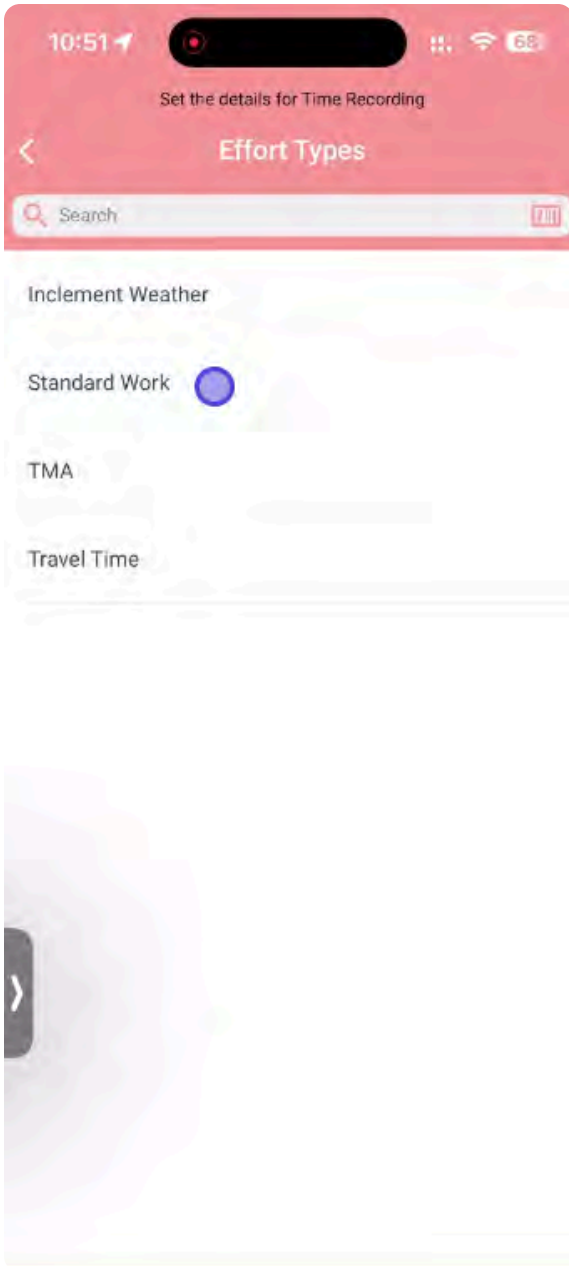 10:51
68
Set the details for Time Recording
Effort Types
Search
Inclement Weather
Standard Work
TMA
Travel Time